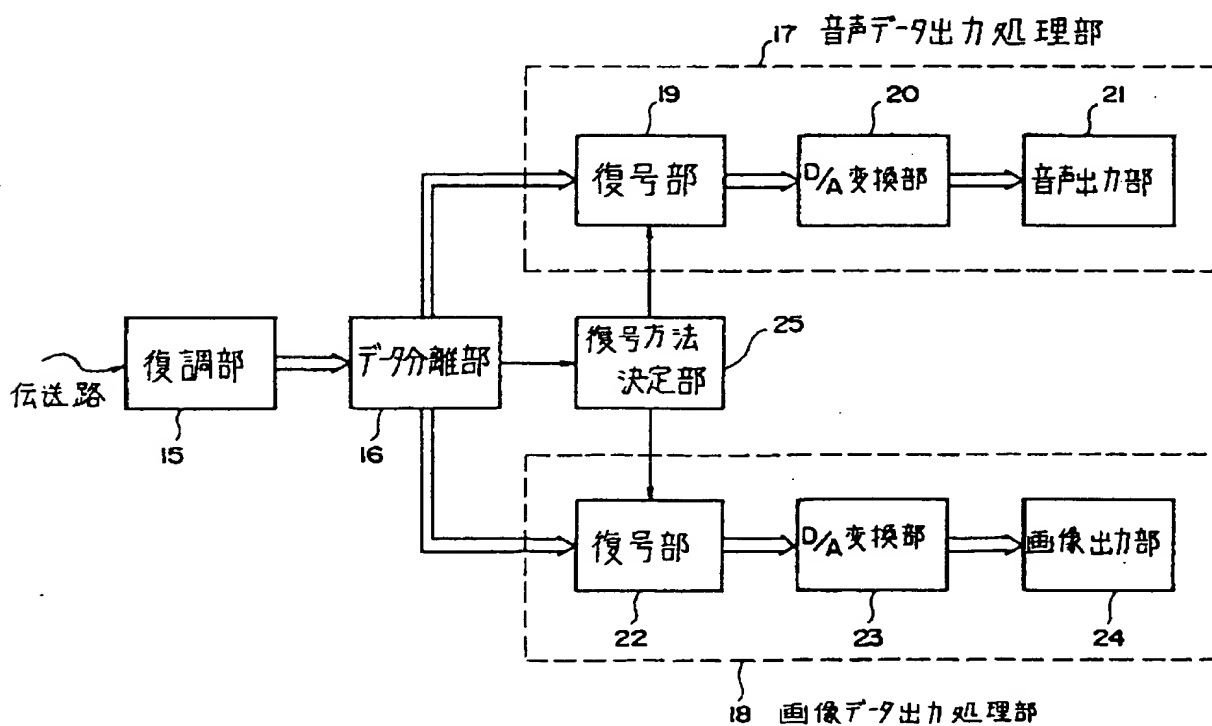 17 音声データ出力処理部
19
20
21
復号部
D/A変換部
音声出力部
伝送路
復調部
データ分離部
復号方法
決定部
25
15
16
復号部
D/A変換部
画像出力部
22
23
24
18 画像データ出力処理部